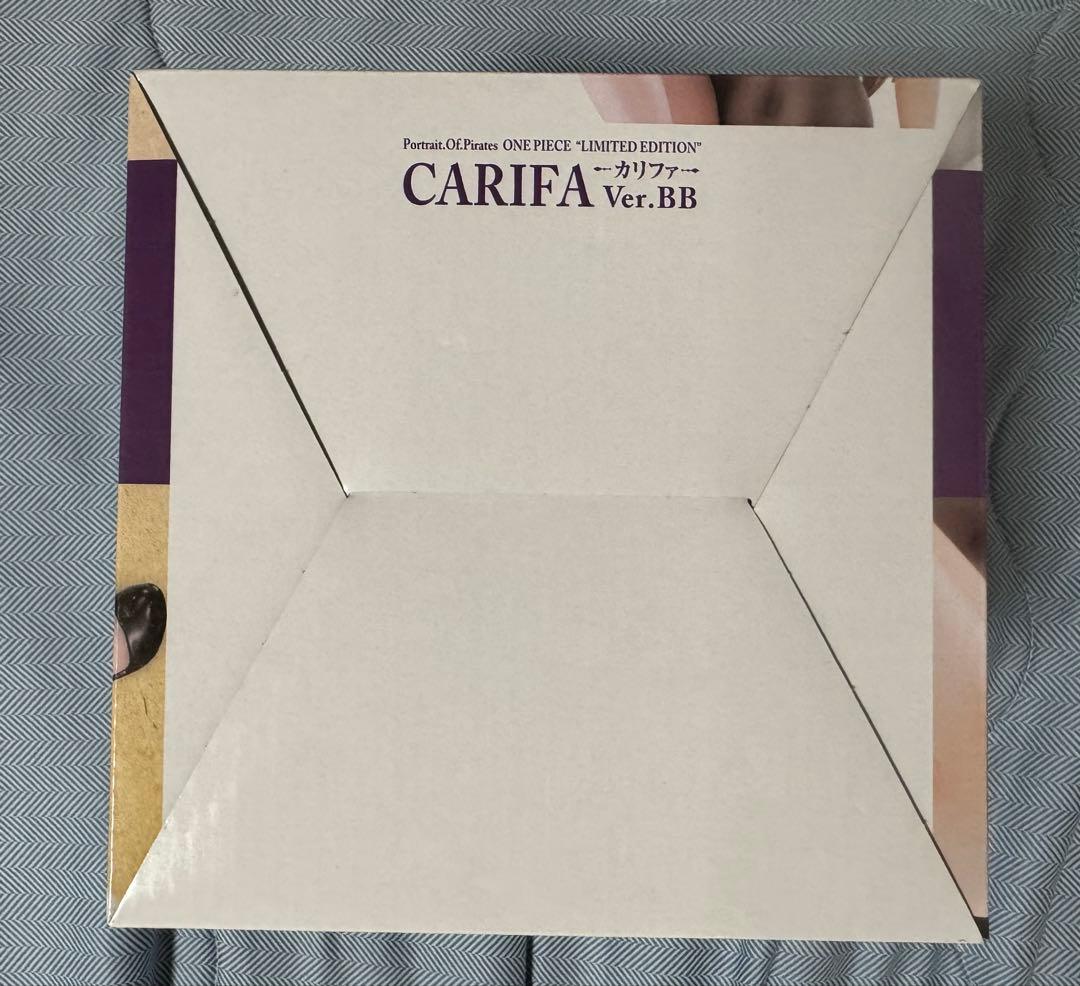 Portrait.Of.Pirates ONE PIECE "LIMITED EDITION"
カリファ
CARIFA Ver.BB